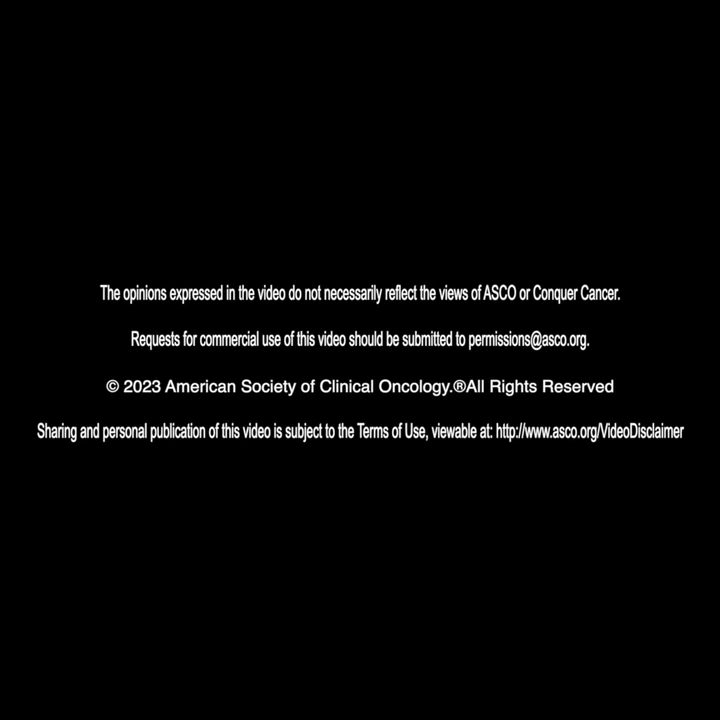 The opinions expressed in the video do not necessarily reflect the views of ASCO or Conquer Cancer.
Requests for commercial use of this video should be submitted to permissions@asco.org.
© 2023 American Society of Clinical Oncology.®All Rights Reserved
Sharing and personal publication of this video is subject to the Terms of Use, viewable at: http://www.asco.org/VideoDisclaimer